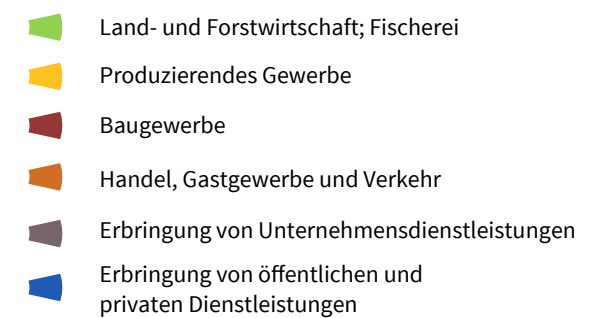 Land- und Forstwirtschaft; Fischerei
Produzierendes Gewerbe
Baugewerbe
Handel, Gastgewerbe und Verkehr
Erbringung von Unternehmensdienstleistungen
Erbringung von öffentlichen und
privaten Dienstleistungen